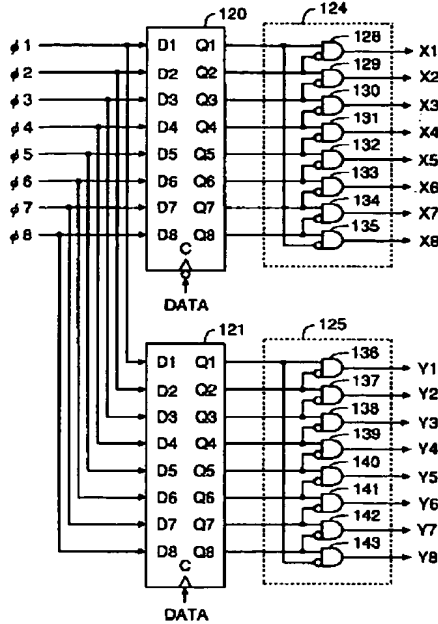 120
124
φ1 D1 Q1 128 X1
φ2 D2 Q2 129 X2
φ3 D3 Q3 130 X3
φ4 D4 Q4 131 X4
φ5 D5 Q5 132 X5
φ6 D6 Q6 133 X6
φ7 D7 Q7 134 X7
φ8 D8 Q8 135 X8
C
DATA
121
125
D1 Q1 136 Y1
D2 Q2 137 Y2
D3 Q3 138 Y3
D4 Q4 139 Y4
D5 Q5 140 Y5
D6 Q6 141 Y6
D7 Q7 142 Y7
D8 Q8 143 Y8
C
DATA